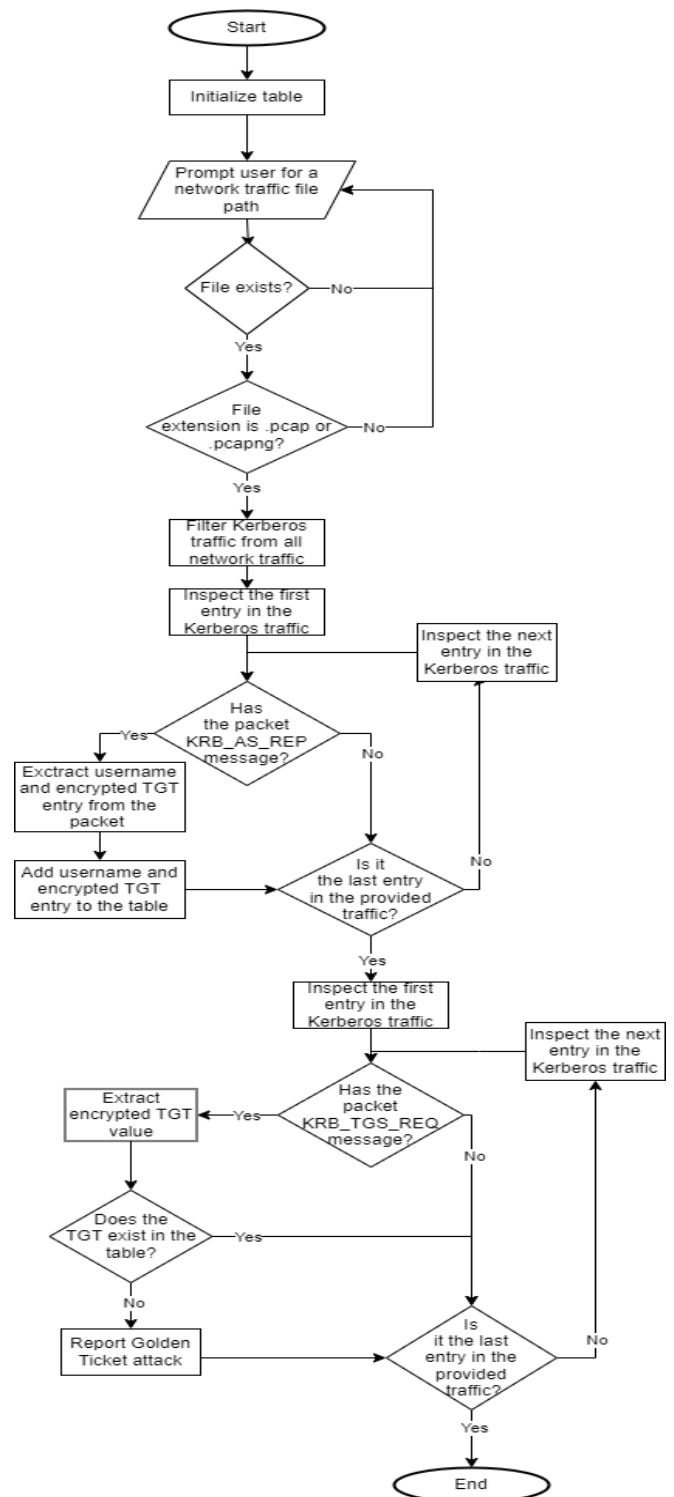 Start
Initialize table
Prompt user for a
network traffic file
path
File exists?
No
Yes
File
extension is .pcap or
.pcapng?
No
Yes
Filter Kerberos
traffic from all
network traffic
Inspect the first
entry in the
Kerberos traffic
Inspect the next
entry in the
Kerberos traffic
Has
the packet
KRB_AS_REP
message?
Yes
No
Exctract username
and encrypted TGT
entry from the
packet
Add username and
encrypted TGT
entry to the table
Is it
the last entry
in the provided
traffic?
No
Yes
Inspect the first
entry in the
Kerberos traffic
Inspect the next
entry in the
Kerberos traffic
Has the
packet
KRB_TGS_REQ
message?
Yes
No
Extract
encrypted TGT
value
Does the
TGT exist in the
table?
Yes
No
Report Golden
Ticket attack
Is
it the last
entry in the
provided
traffic?
No
Yes
End